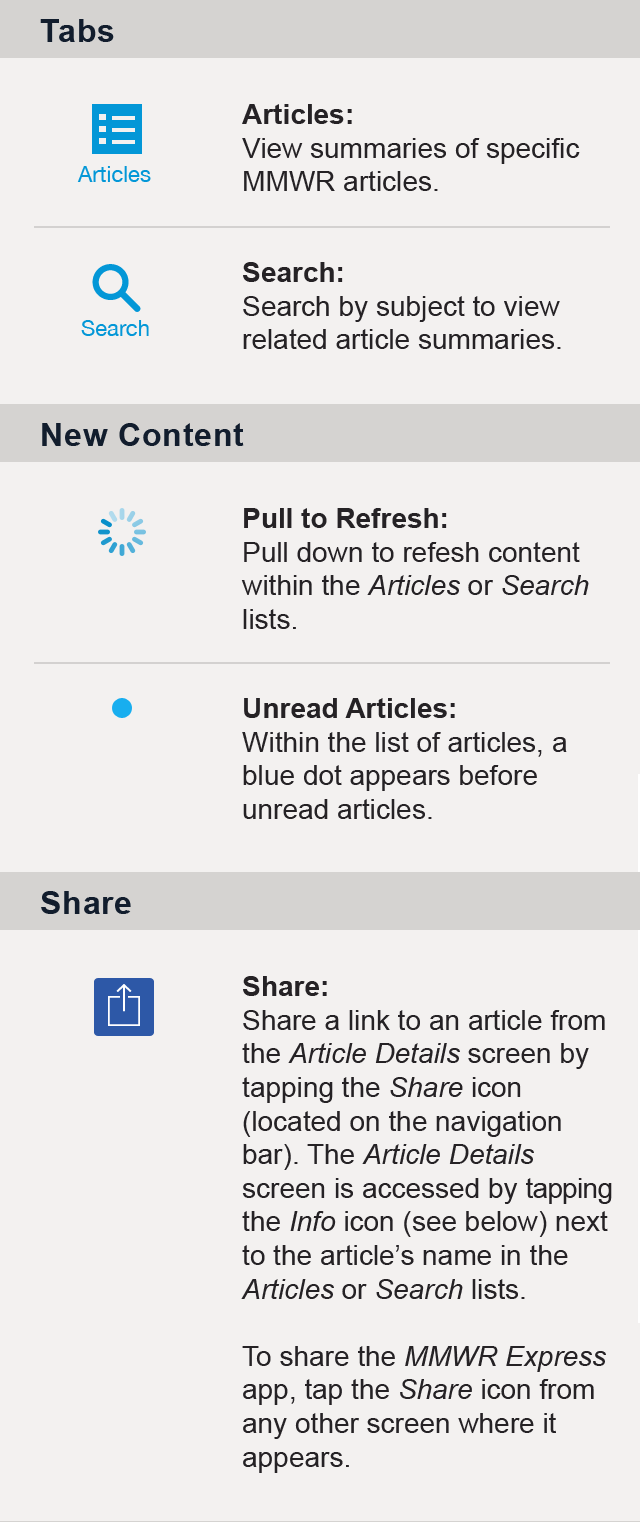 Tabs
Articles
Articles:
View summaries of specific
MMWR articles.
Search
Search:
Search by subject to view
related article summaries.
New Content
Pull to Refresh:
Pull down to refesh content
within the Articles or Search
lists.
Unread Articles:
Within the list of articles, a
blue dot appears before
unread articles.
Share
Share:
Share a link to an article from
the Article Details screen by
tapping the Share icon
(located on the navigation
bar). The Article Details
screen is accessed by tapping
the Info icon (see below) next
to the article’s name in the
Articles or Search lists.
To share the MMWR Express
app, tap the Share icon from
any other screen where it
appears.